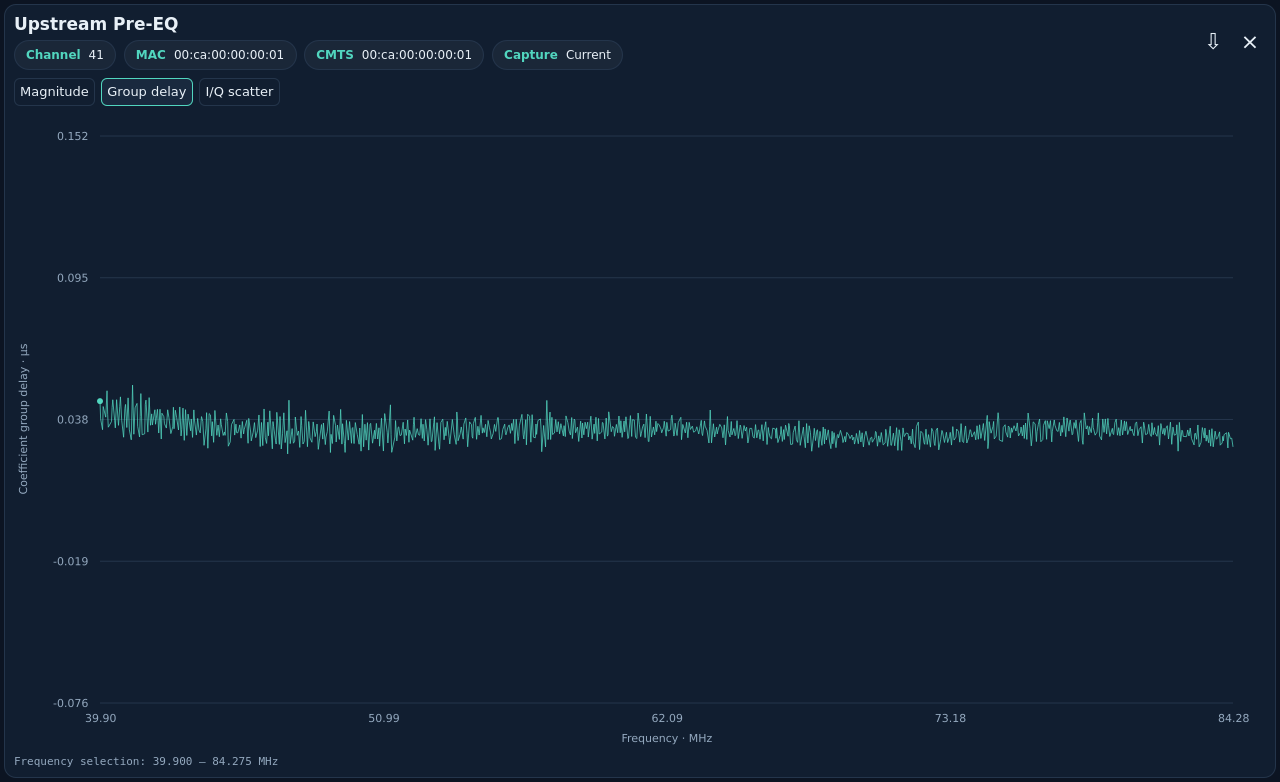 Upstream Pre-EQ
Channel 41 MAC 00:ca:00:00:00:01 CMTS 00:ca:00:00:00:01 Capture Current
⇩ ×
Magnitude Group delay I/Q scatter
0.152
0.095
0.038
-0.019
-0.076
Coefficient group delay · µs
39.90 50.99 62.09 73.18 84.28
Frequency · MHz
Frequency selection: 39.900 — 84.275 MHz